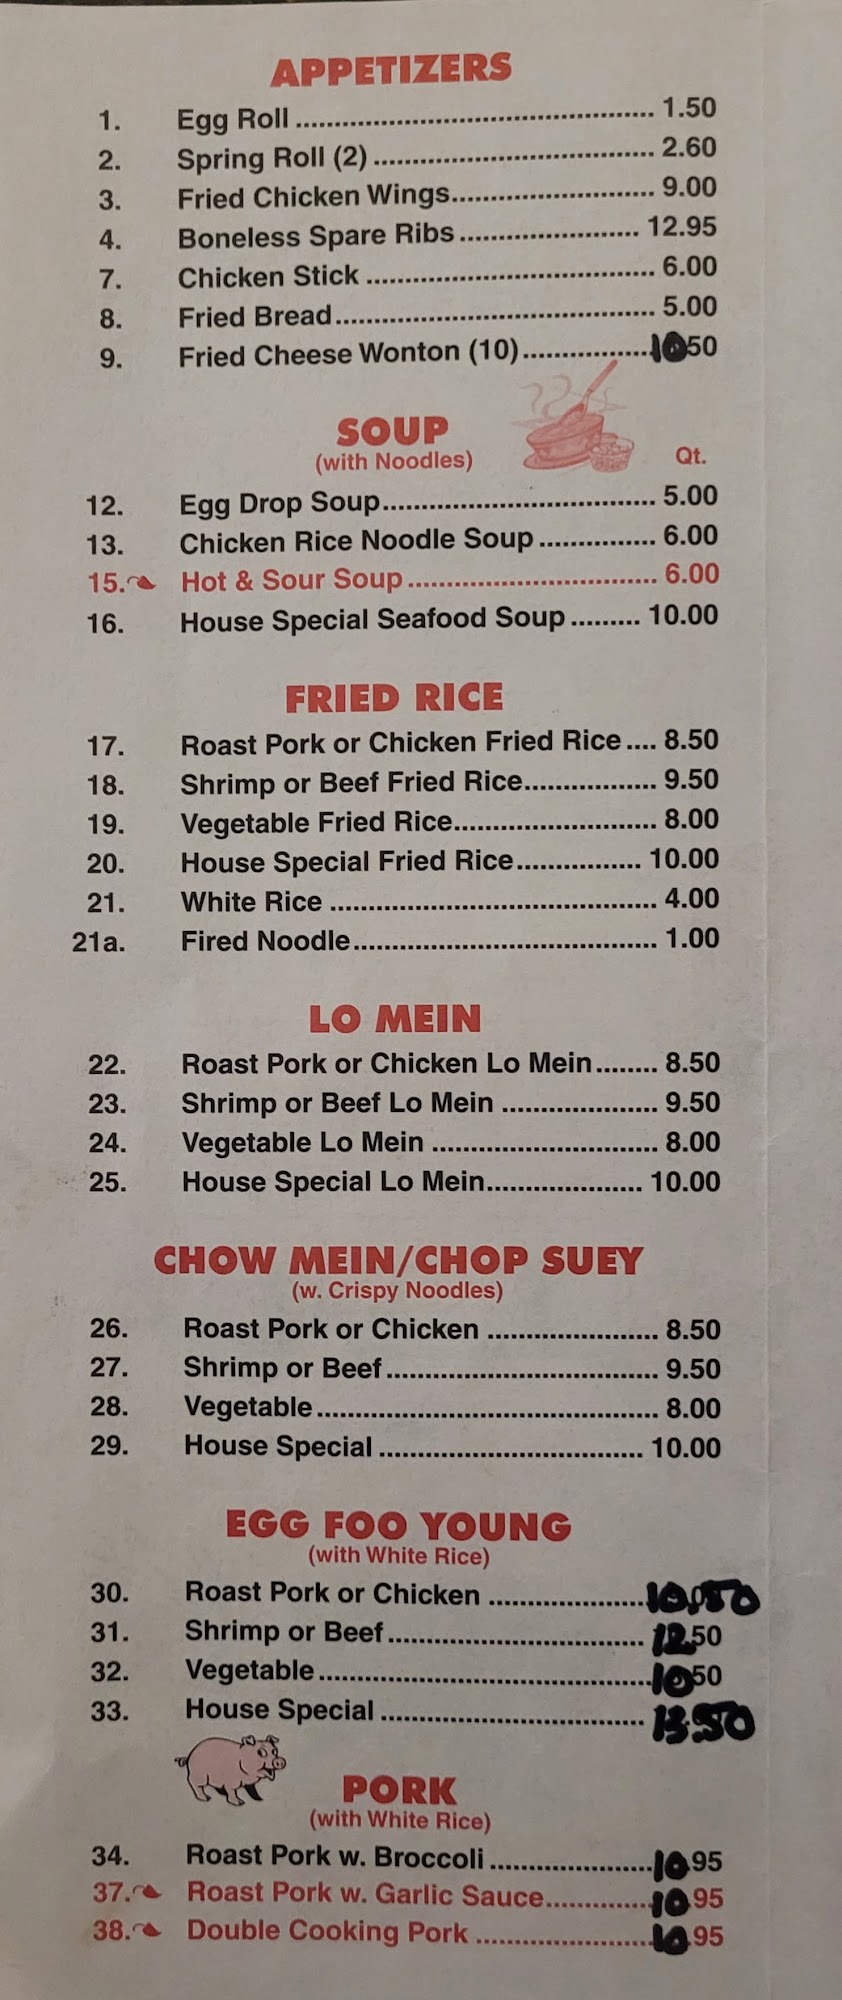 APPETIZERS
1. Egg Roll 1.50
2. Spring Roll (2) 2.60
3. Fried Chicken Wings 9.00
4. Boneless Spare Ribs 12.95
7. Chicken Stick 6.00
8. Fried Bread 5.00
9. Fried Cheese Wonton (10) 10.50
SOUP
(with Noodles) Qt.
12. Egg Drop Soup 5.00
13. Chicken Rice Noodle Soup 6.00
15. Hot & Sour Soup 6.00
16. House Special Seafood Soup 10.00
FRIED RICE
17. Roast Pork or Chicken Fried Rice 8.50
18. Shrimp or Beef Fried Rice 9.50
19. Vegetable Fried Rice 8.00
20. House Special Fried Rice 10.00
21. White Rice 4.00
21a. Fired Noodle 1.00
LO MEIN
22. Roast Pork or Chicken Lo Mein 8.50
23. Shrimp or Beef Lo Mein 9.50
24. Vegetable Lo Mein 8.00
25. House Special Lo Mein 10.00
CHOW MEIN/CHOP SUEY
(w. Crispy Noodles)
26. Roast Pork or Chicken 8.50
27. Shrimp or Beef 9.50
28. Vegetable 8.00
29. House Special 10.00
EGG FOO YOUNG
(with White Rice)
30. Roast Pork or Chicken 10.50
31. Shrimp or Beef 12.50
32. Vegetable 10.50
33. House Special 13.50
PORK
(with White Rice)
34. Roast Pork w. Broccoli 10.95
37. Roast Pork w. Garlic Sauce 10.95
38. Double Cooking Pork 10.95